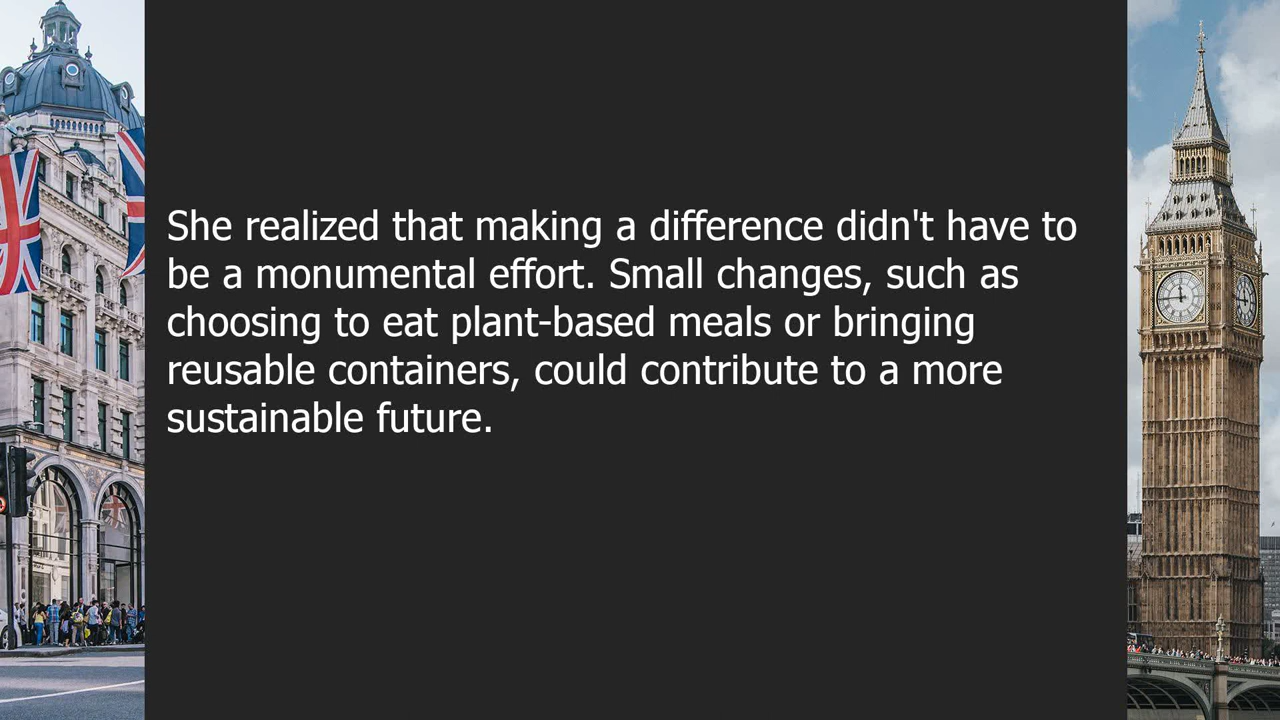 She realized that making a difference didn't have to
be a monumental effort. Small changes, such as
choosing to eat plant-based meals or bringing
reusable containers, could contribute to a more
sustainable future.